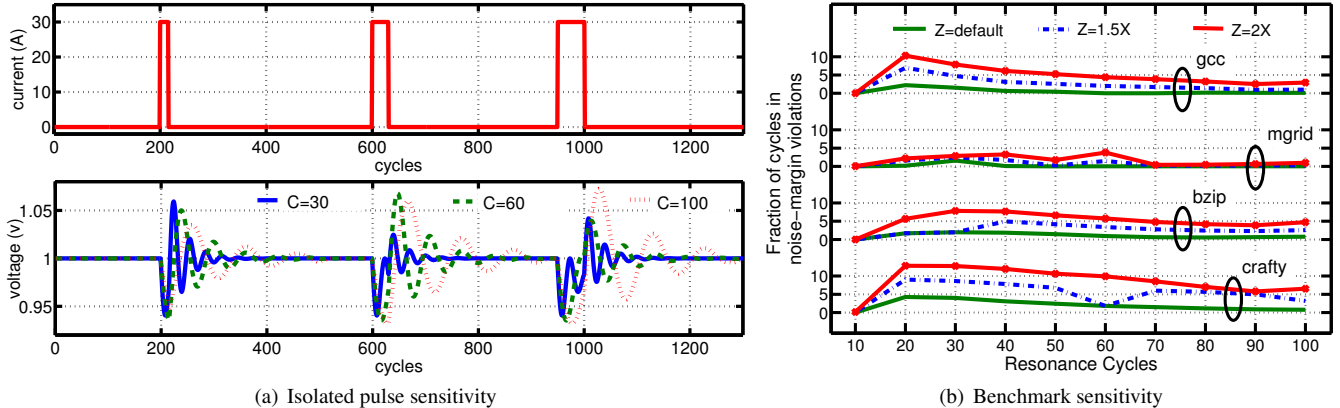 30
20
10
0
current (A)
0 200 400 600 800 1000 1200
cycles
C=30 C=60 C=100
1.05
1
0.95
voltage (v)
0 200 400 600 800 1000 1200
cycles
(a) Isolated pulse sensitivity
Z=default Z=1.5X Z=2X
gcc
10
5
0
mgrid
10
5
0
bzip
10
5
0
crafty
10
5
0
Fraction of cycles in
noise−margin violations
10 20 30 40 50 60 70 80 90 100
Resonance Cycles
(b) Benchmark sensitivity